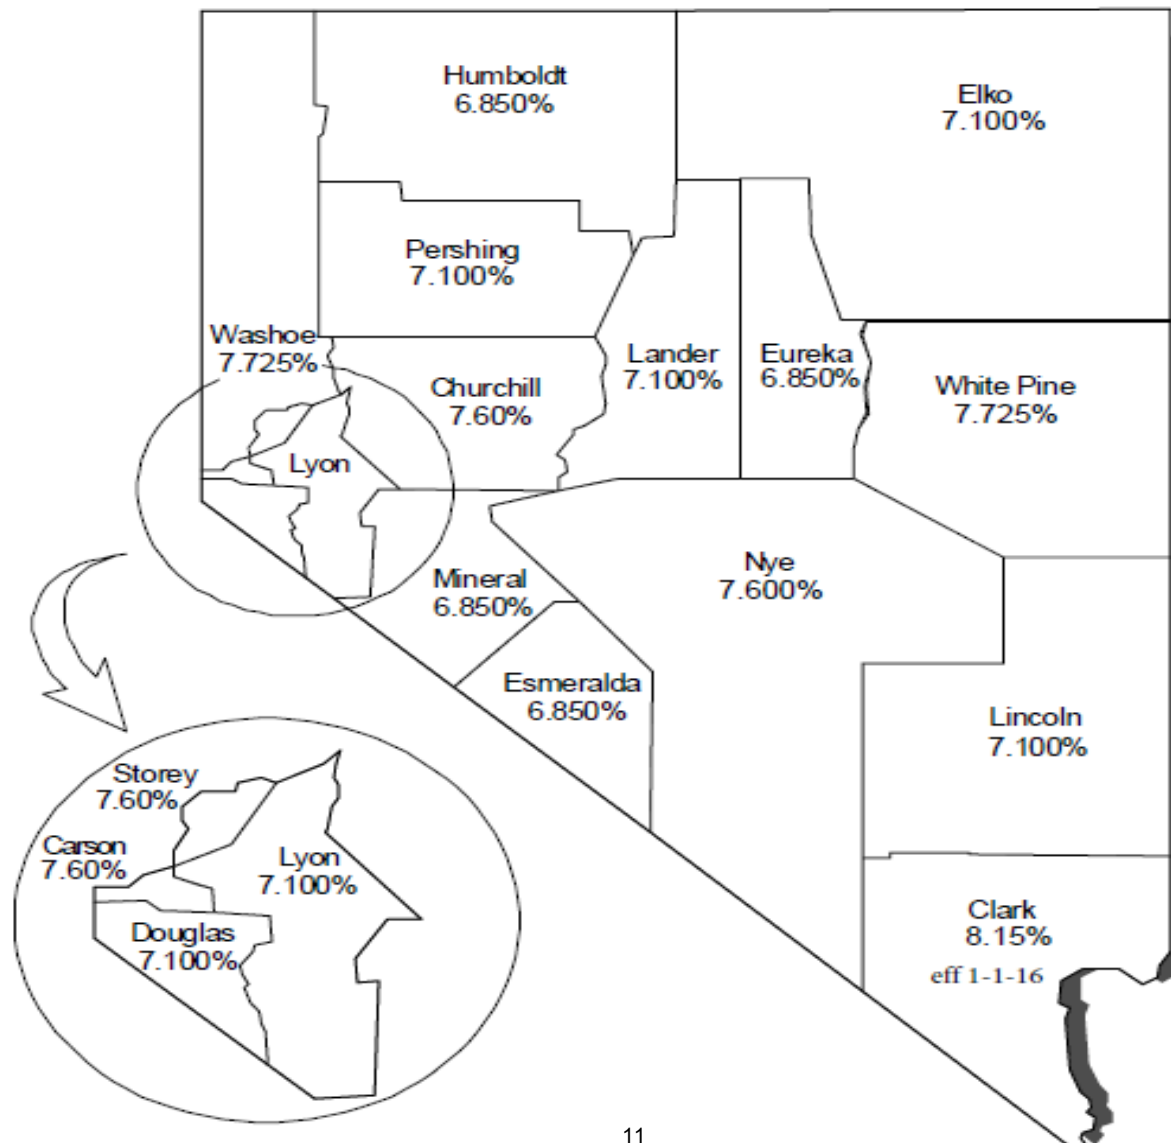 Humboldt
6.850%
Elko
7.100%
Pershing
7.100%
Washoe
7.725%
Churchill
7.60%
Lander
7.100%
Eureka
6.850%
White Pine
7.725%
Lyon
Mineral
6.850%
Nye
7.600%
Esmeralda
6.850%
Lincoln
7.100%
Storey
7.60%
Carson
7.60%
Lyon
7.100%
Douglas
7.100%
Clark
8.15%
eff 1-1-16
11